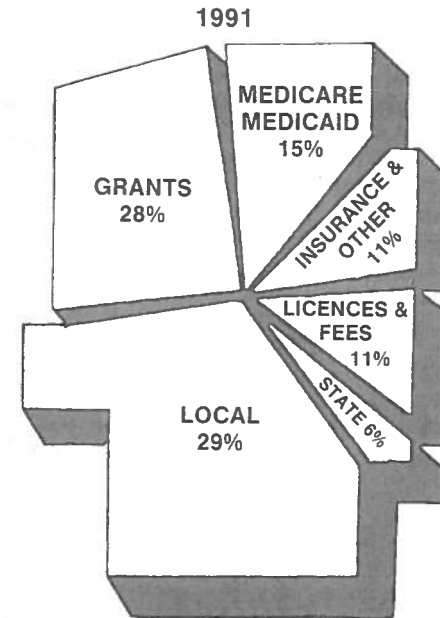 1991
MEDICARE
MEDICAID
15%
GRANTS
28%
INSURANCE &
OTHER
11%
LICENCES &
FEES
11%
STATE 6%
LOCAL
29%